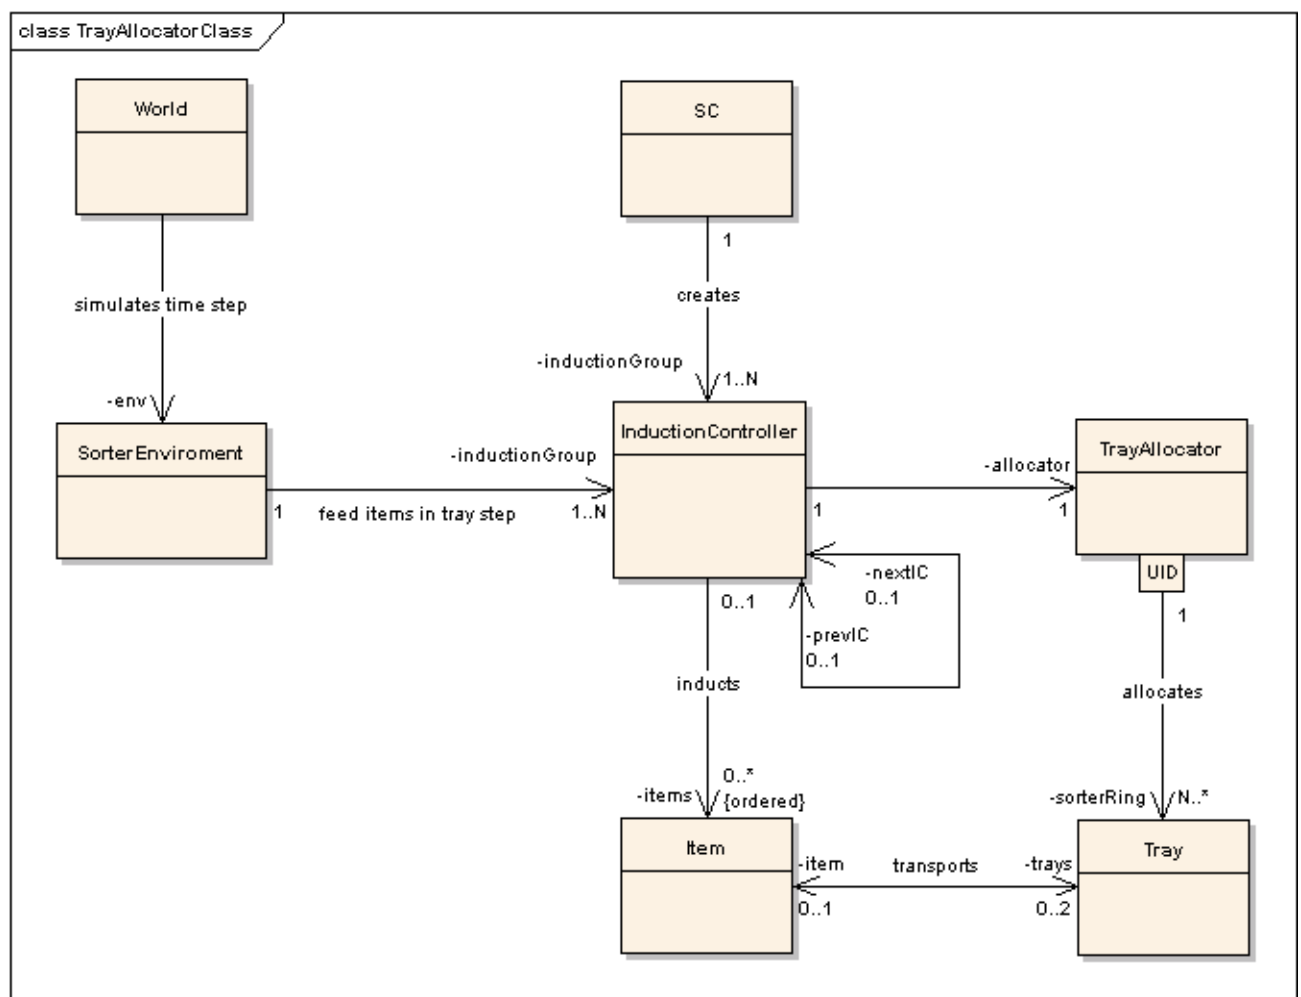 class TrayAllocatorClass
World
SC
1
simulates time step
creates
-inductionGroup
1..N
-env
InductionController
SorterEnviroment
-inductionGroup
TrayAllocator
-allocator
1
feed items in tray step
1..N
1
1
-nextIC
0..1
UID
0..1
1
-prevIC
0..1
inducts
allocates
0..*
-items
{ordered}
-sorterRing
N..*
Item
Tray
-item
transports
-trays
0..1
0..2